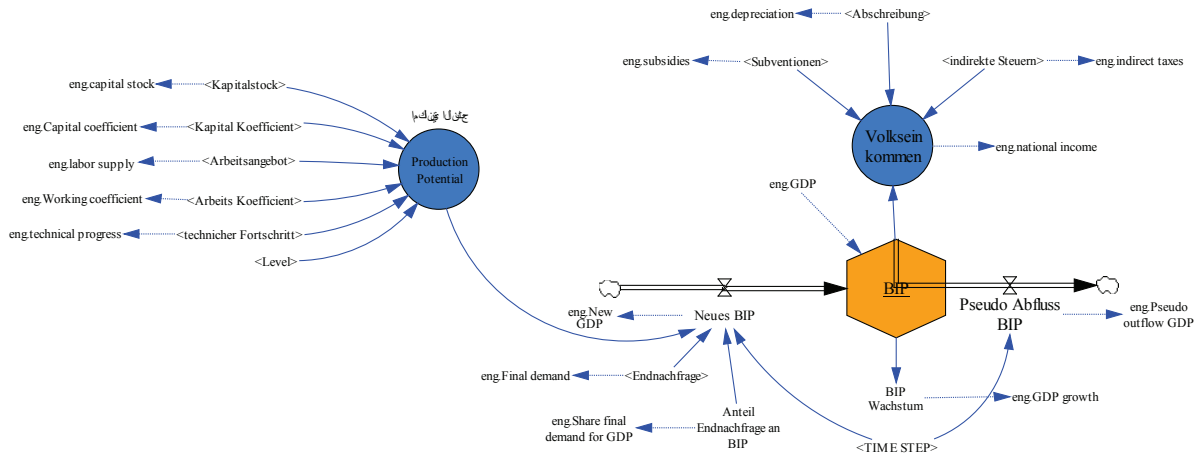 eng.depreciation
<Abschreibung>
eng.subsidies
<Subventionen>
<indirekte Steuern>
eng.indirect taxes
eng.capital stock
<Kapitalstock>
eng.Capital coefficient
<Kapital Koeffizient>
eng.labor supply
<Arbeitsangebot>
eng.Working coefficient
<Arbeits Koeffizient>
eng.technical progress
<technicher Fortschritt>
<Level>
Production
Potential
Volksein
kommen
eng.national income
eng.GDP
BIP
Neues BIP
eng.New
GDP
Pseudo Abfluss
BIP
eng.Pseudo
outflow GDP
eng.Final demand
<Endnachfrage>
BIP
Wachstum
eng.GDP growth
eng.Share final
demand for GDP
Anteil
Endnachfrage an
BIP
<TIME STEP>